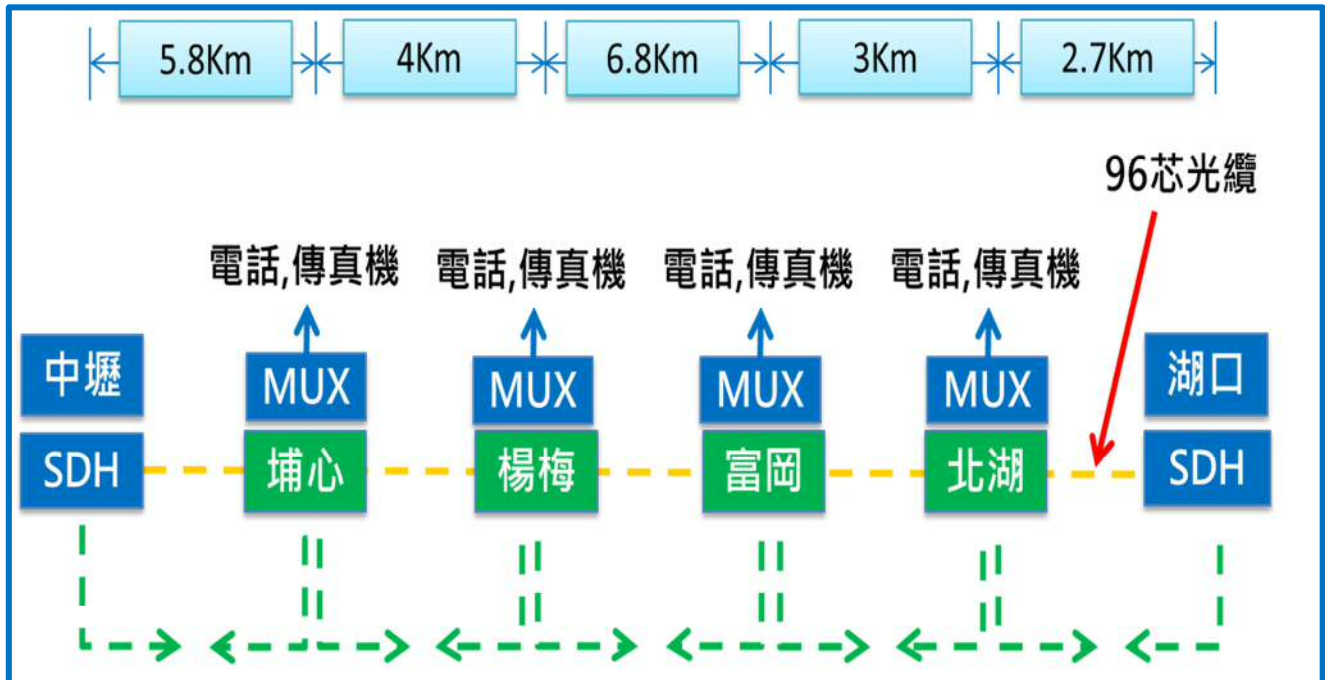 5.8Km
4Km
6.8Km
3Km
2.7Km
96芯光纜
電話,傳真機
電話,傳真機
電話,傳真機
電話,傳真機
中壢
MUX
MUX
MUX
MUX
湖口
SDH
埔心
楊梅
富岡
北湖
SDH